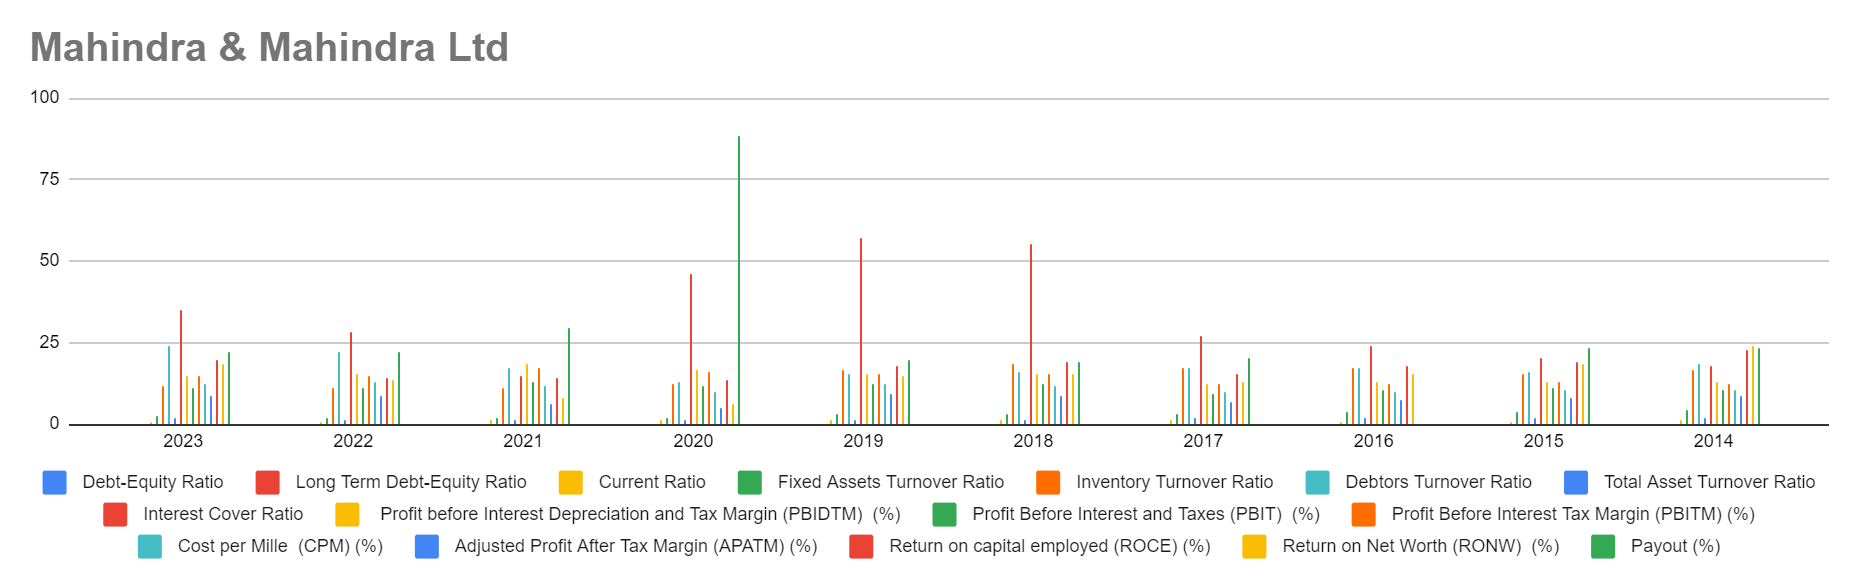 Mahindra & Mahindra Ltd
100
75
50
25
0
2023 2022 2021 2020 2019 2018 2017 2016 2015 2014
Debt-Equity Ratio Long Term Debt-Equity Ratio Current Ratio Fixed Assets Turnover Ratio Inventory Turnover Ratio Debtors Turnover Ratio Total Asset Turnover Ratio
Interest Cover Ratio Profit before Interest Depreciation and Tax Margin (PBIDTM) (%) Profit Before Interest and Taxes (PBIT) (%) Profit Before Interest Tax Margin (PBITM) (%)
Cost per Mille (CPM) (%) Adjusted Profit After Tax Margin (APATM) (%) Return on capital employed (ROCE) (%) Return on Net Worth (RONW) (%) Payout (%)